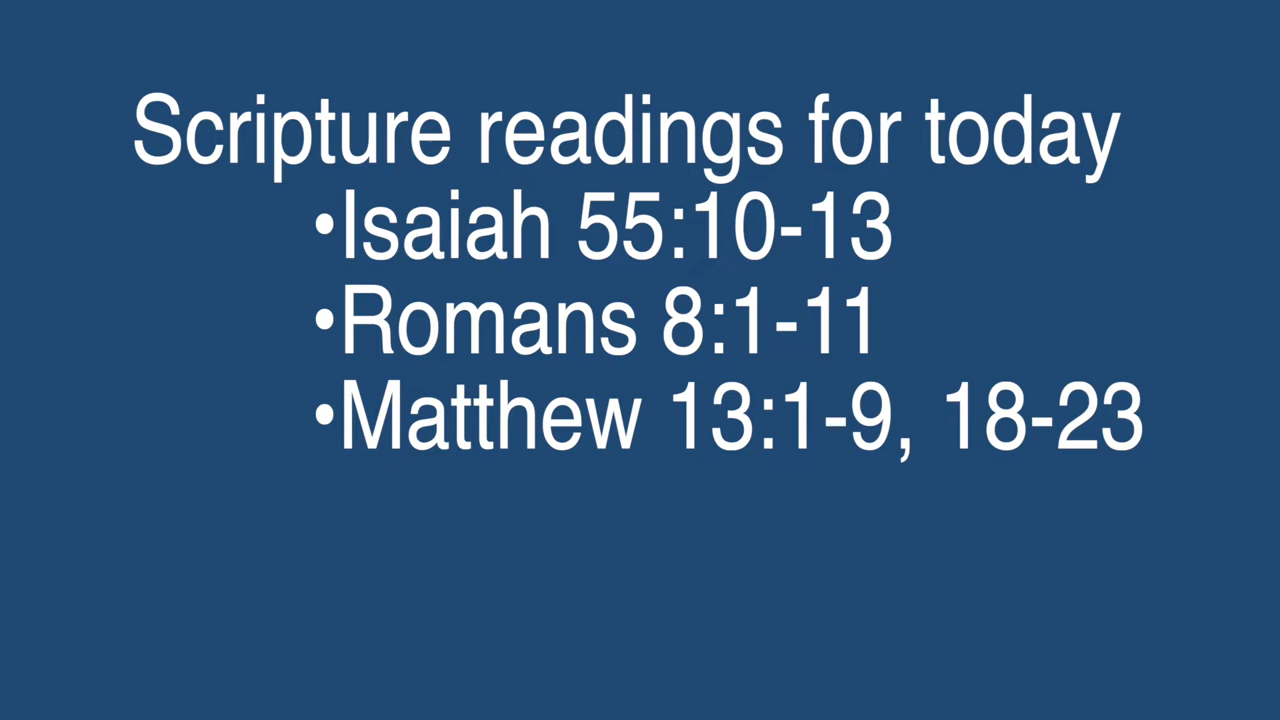 Scripture readings for today
•Isaiah 55:10-13
•Romans 8:1-11
•Matthew 13:1-9, 18-23